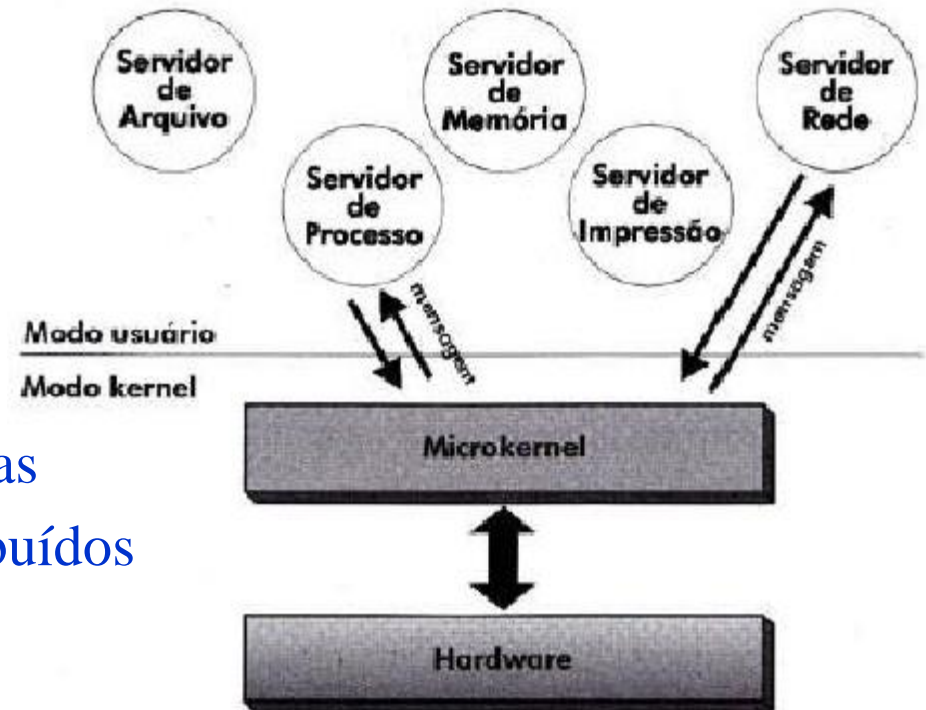 Servidor
de
Arquivo
Servidor
de
Memória
Servidor
de
Rede
Servidor
de
Processo
Servidor
de
Impressão
mensagem
mensagem
Modo usuário
Modo kernel
Microkernel
as
buídos
Hardware